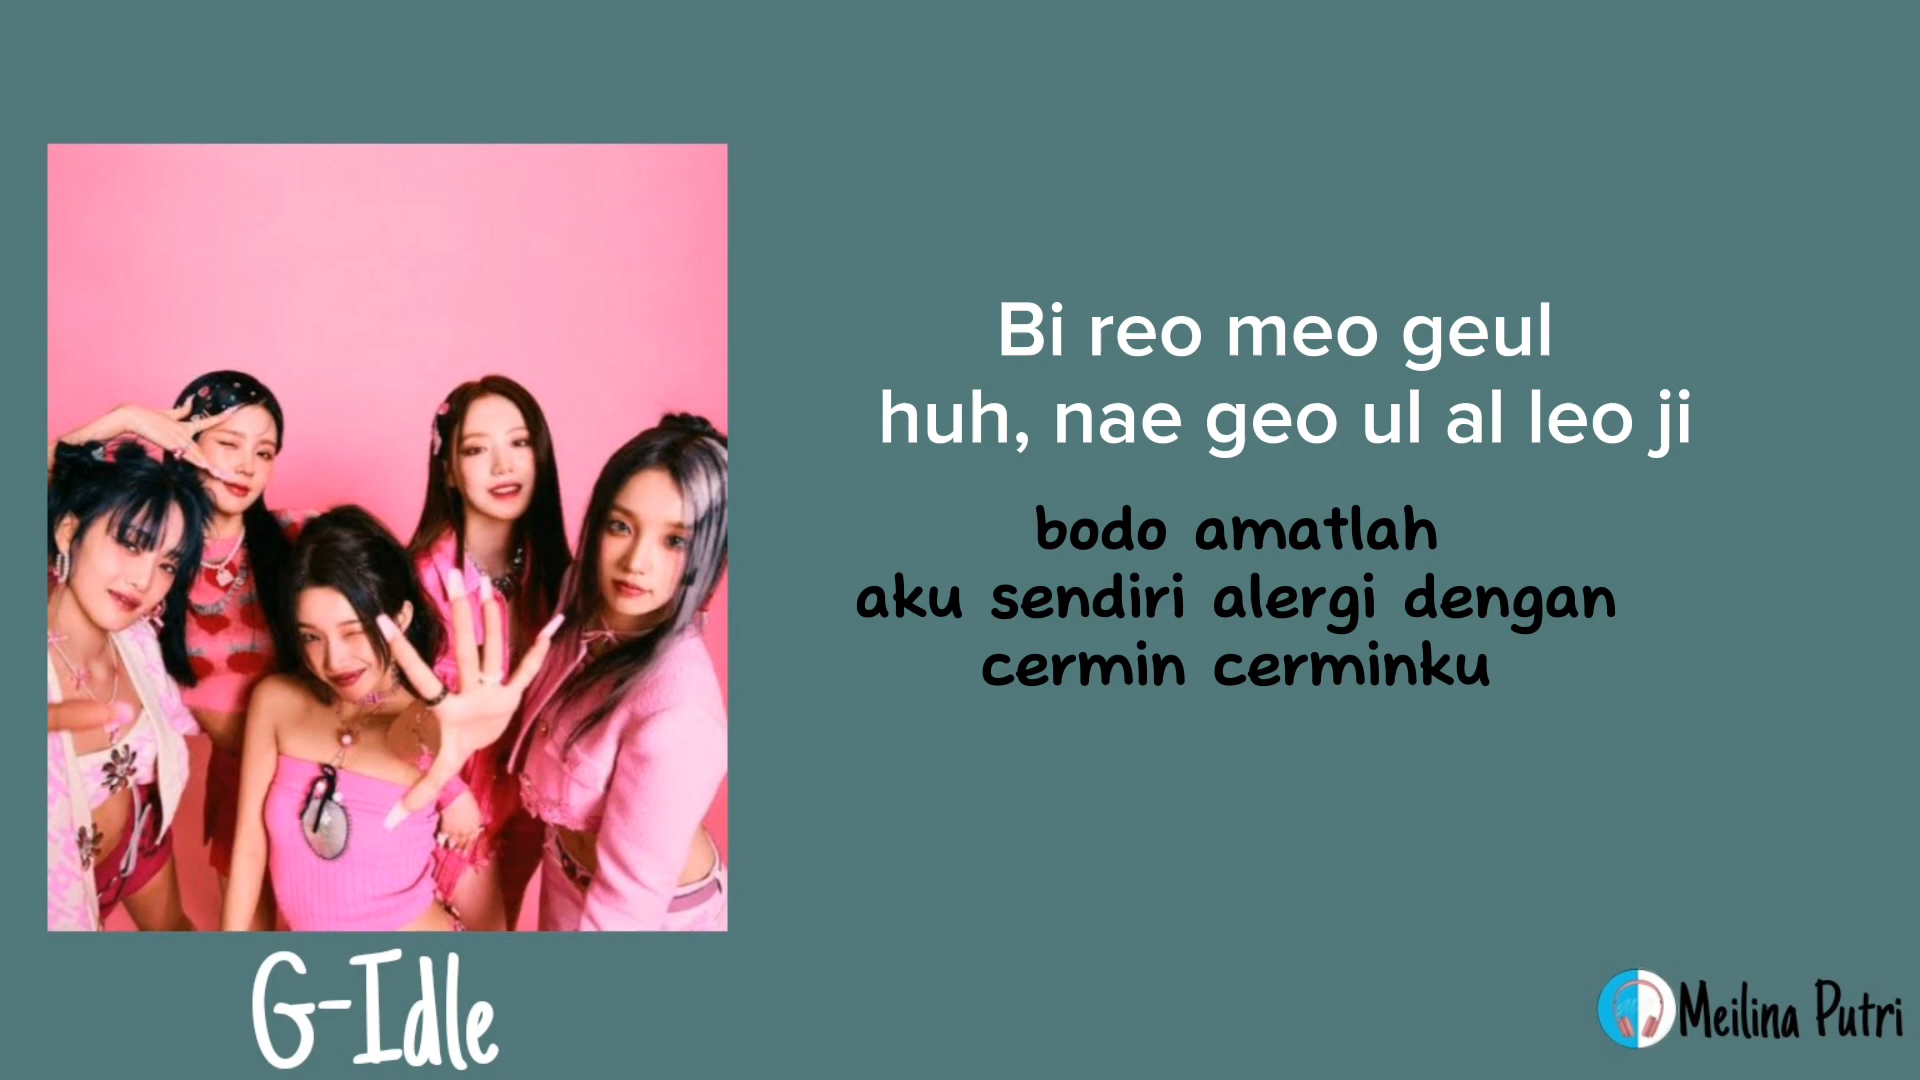 Bi reo meo geul
huh, nae geo ul al leo ji
bodo amatlah
aku sendiri alergi dengan
cermin cerminku
G-Idle
Meilina Putri